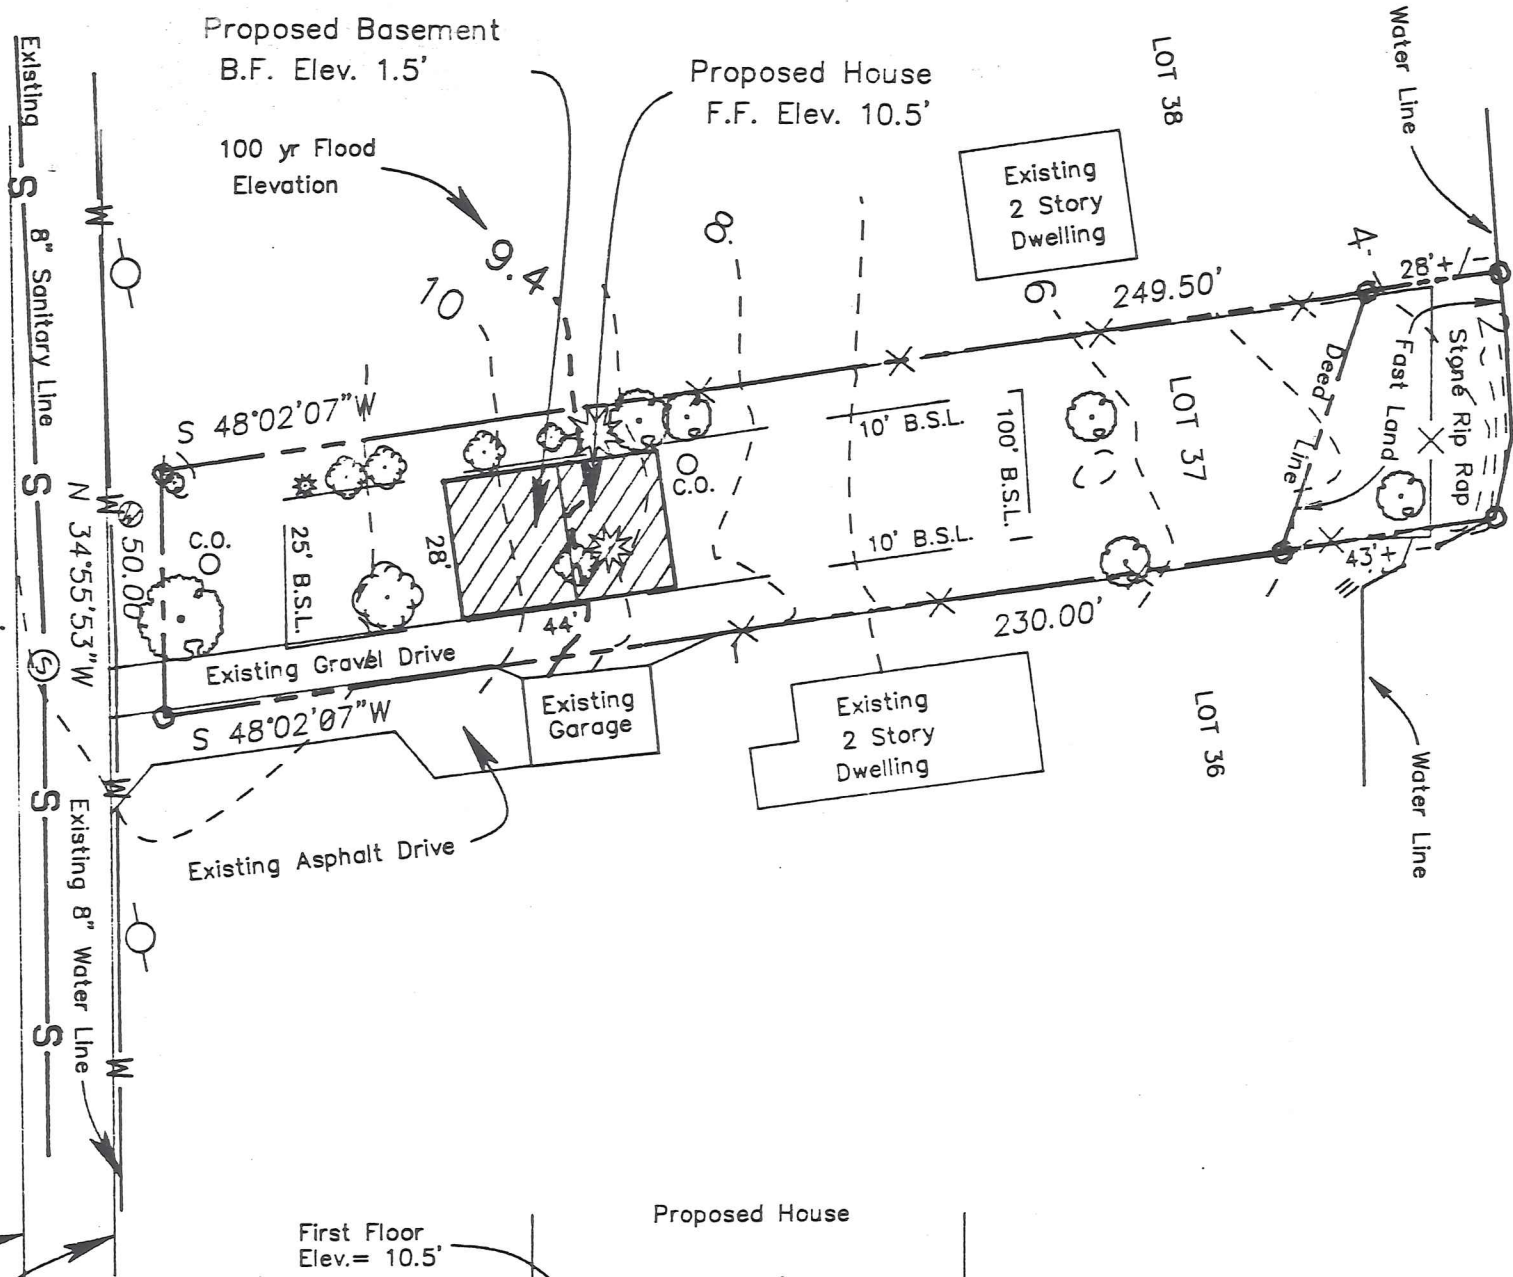 Proposed Basement
B.F. Elev. 1.5'
Proposed House
F.F. Elev. 10.5'
100 yr Flood
Elevation
9.4
10
8
6
4
2
Existing
8" Sanitary Line
S
S
S
S
S
W
W
W
W
Existing 8" Water Line
N 34°55'53"W
50.00'
S 48°02'07"W
S 48°02'07"W
C.O.
C.O.
25' B.S.L.
28'
44'
Existing Gravel Drive
Existing
Garage
Existing Asphalt Drive
Existing
2 Story
Dwelling
Existing
2 Story
Dwelling
LOT 38
LOT 37
LOT 36
10' B.S.L.
10' B.S.L.
100' B.S.L.
249.50'
230.00'
28'+/-
43'+
Deed Line
Fast Land
Stone Rip Rap
Water Line
Water Line
First Floor
Elev.= 10.5'
Proposed House